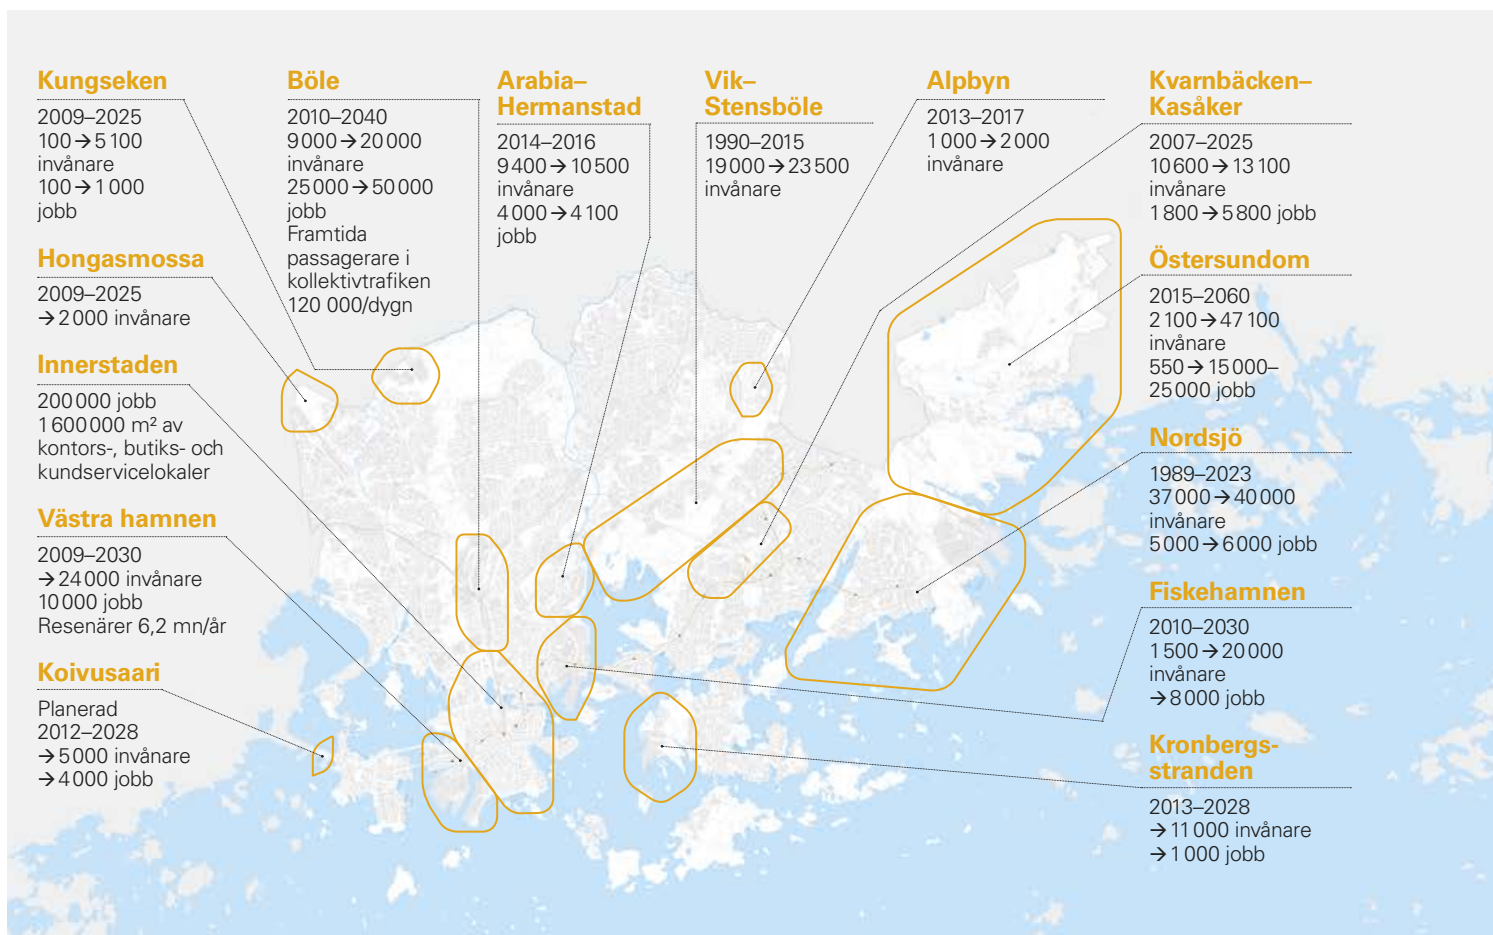 Kungseken
2009–2025
100→5 100
invånare
100→1 000
jobb
Hongasmossa
2009–2025
→2 000 invånare
Innerstaden
200 000 jobb
1 600 000 m² av
kontors-, butiks- och
kundservicelokaler
Västra hamnen
2009–2030
→24 000 invånare
10 000 jobb
Resenärer 6,2 mn/år
Koivusaari
Planerad
2012–2028
→5 000 invånare
→4 000 jobb
Böle
2010–2040
9 000→20 000
invånare
25 000→50 000
jobb
Framtida
passagerare i
kollektivtrafiken
120 000/dygn
Arabia–
Hermanstad
2014–2016
9 400→10 500
invånare
4 000→4 100
jobb
Vik–
Stensböle
1990–2015
19 000→23 500
invånare
Alpbyn
2013–2017
1 000→2 000
invånare
Kvarnbäcken–
Kasåker
2007–2025
10 600→13 100
invånare
1 800→5 800 jobb
Östersundom
2015–2060
2 100→47 100
invånare
550→15 000–
25 000 jobb
Nordsjö
1989–2023
37 000→40 000
invånare
5 000→6 000 jobb
Fiskehamnen
2010–2030
1 500→20 000
invånare
→8 000 jobb
Kronbergs-
stranden
2013–2028
→11 000 invånare
→1 000 jobb